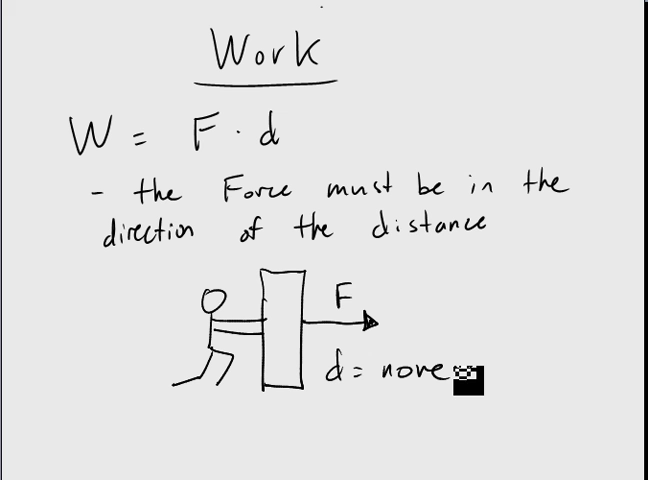 Work
W = F · d
- the Force must be in the
direction of the distance
F
d = none